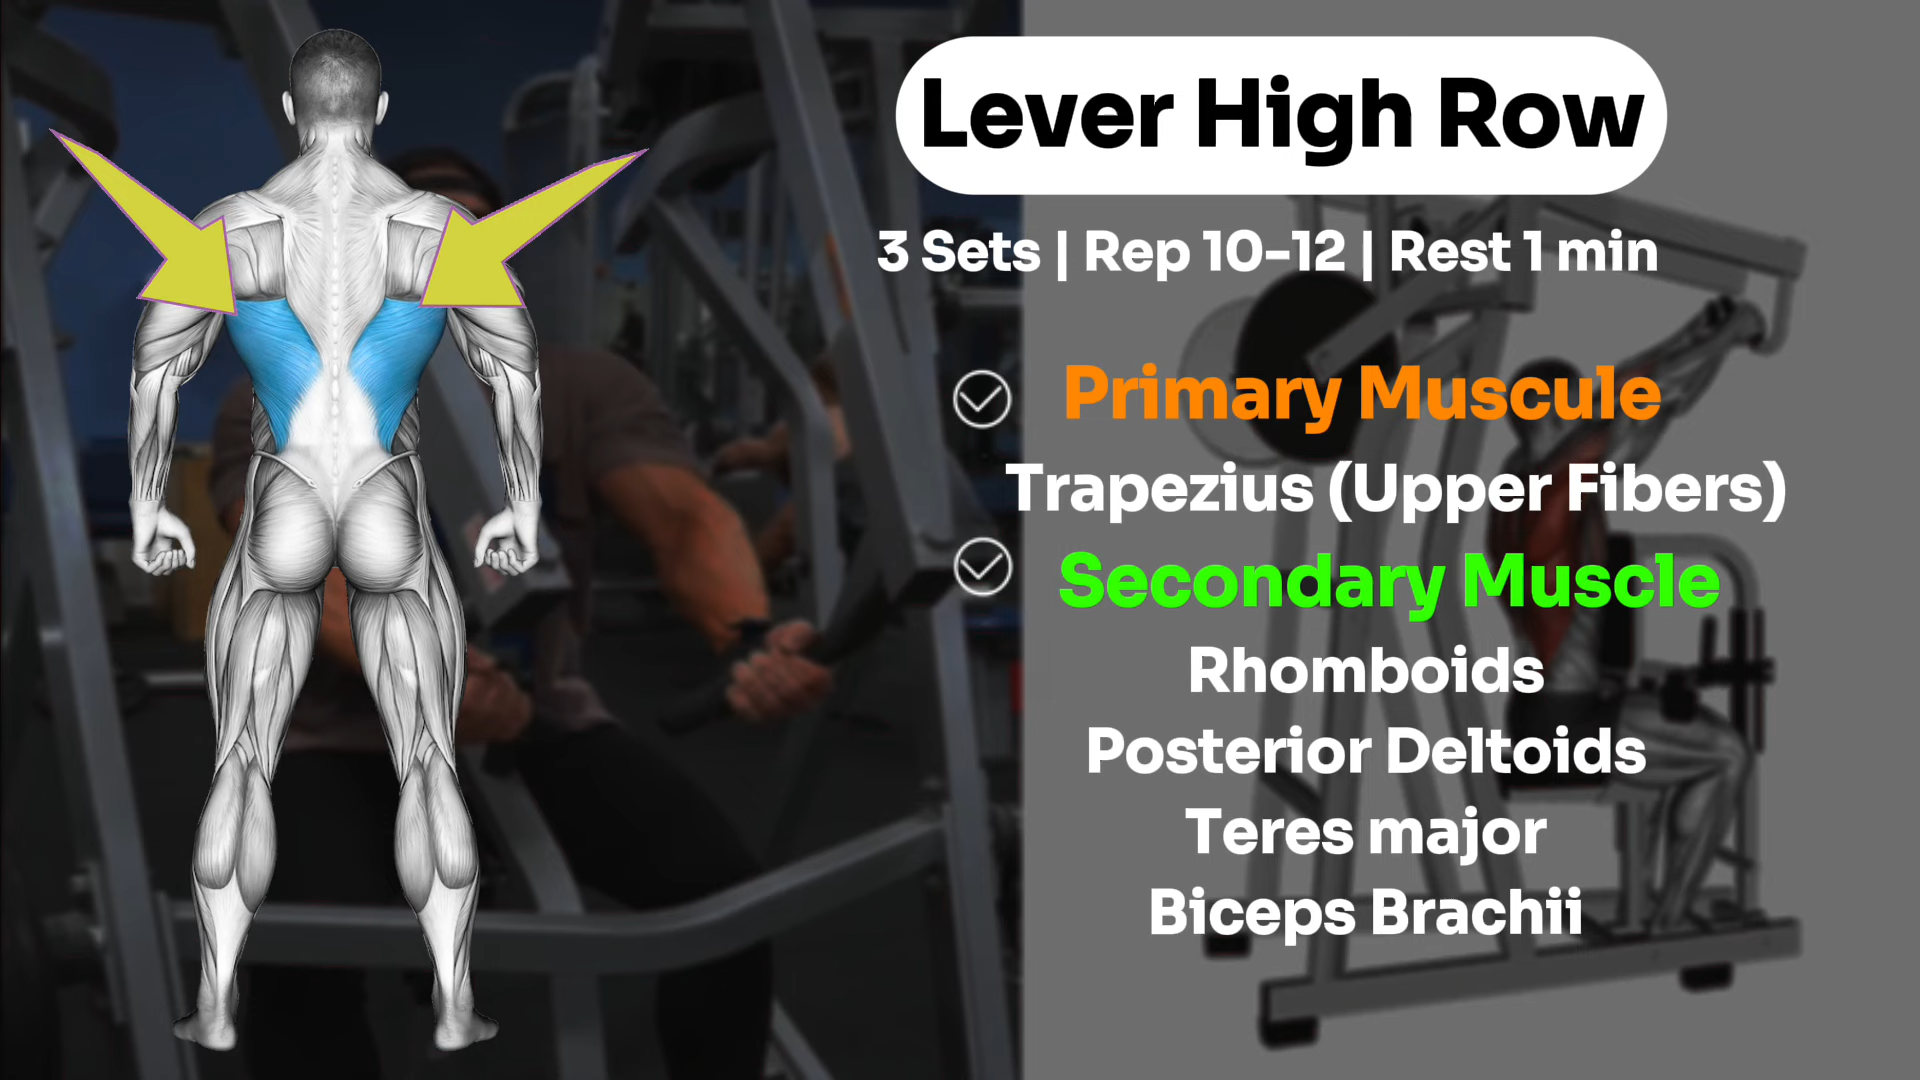 Lever High Row
3 Sets | Rep 10-12 | Rest 1 min
Primary Muscule
Trapezius (Upper Fibers)
Secondary Muscle
Rhomboids
Posterior Deltoids
Teres major
Biceps Brachii